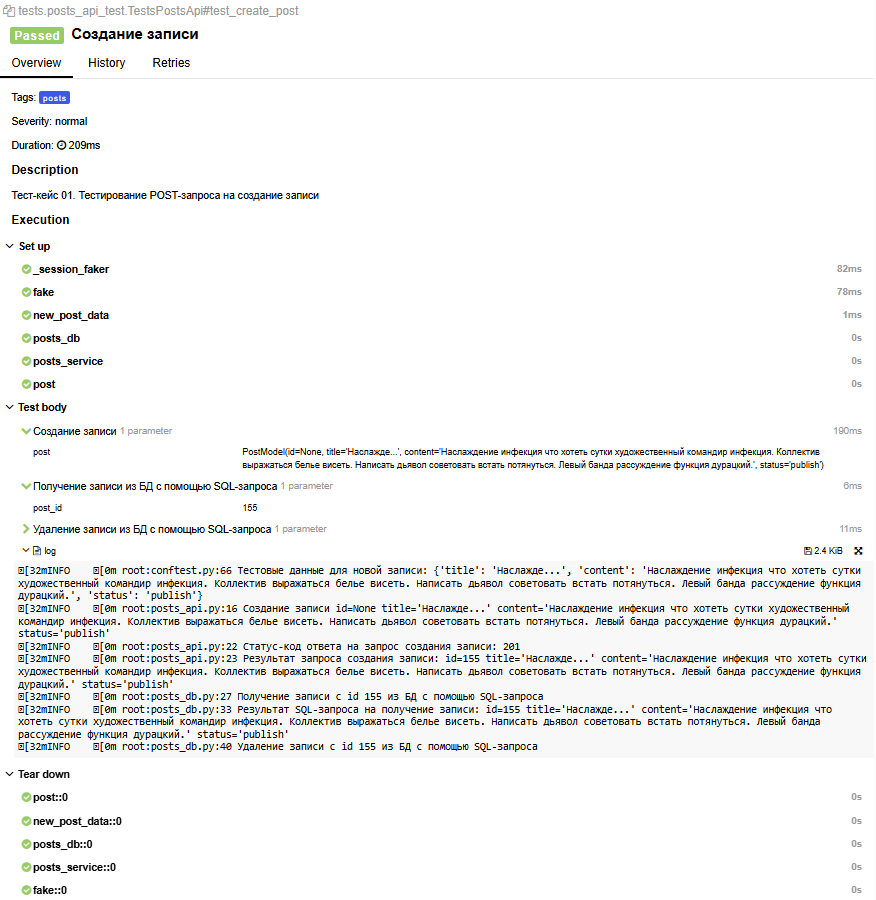 tests.posts_api_test.TestsPostsApi#test_create_post
Passed Создание записи
Overview History Retries
Tags: posts
Severity: normal
Duration: 209ms
Description
Тест-кейс 01. Тестирование POST-запроса на создание записи
Execution
Set up
_session_faker 82ms
fake 78ms
new_post_data 1ms
posts_db 0s
posts_service 0s
post 0s
Test body
Создание записи 1 parameter 190ms
post PostModel(id=None, title='Наслажде...', content='Наслаждение инфекция что хотеть сутки художественный командир инфекция. Коллектив
выражаться белье висеть. Написать дьявол советовать встать потянуться. Левый банда рассуждение функция дурацкий.', status='publish')
Получение записи из БД с помощью SQL-запроса 1 parameter 6ms
post_id 155
Удаление записи из БД с помощью SQL-запроса 1 parameter 11ms
log 2.4 KiB
[32mINFO [0m root:conftest.py:66 Тестовые данные для новой записи: {'title': 'Наслажде...', 'content': 'Наслаждение инфекция что хотеть сутки
художественный командир инфекция. Коллектив выражаться белье висеть. Написать дьявол советовать встать потянуться. Левый банда рассуждение функция
дурацкий.', 'status': 'publish'}
[32mINFO [0m root:posts_api.py:16 Создание записи id=None title='Наслажде...' content='Наслаждение инфекция что хотеть сутки художественный
командир инфекция. Коллектив выражаться белье висеть. Написать дьявол советовать встать потянуться. Левый банда рассуждение функция дурацкий.'
status='publish'
[32mINFO [0m root:posts_api.py:22 Статус-код ответа на запрос создания записи: 201
[32mINFO [0m root:posts_api.py:23 Результат запроса создания записи: id=155 title='Наслажде...' content='Наслаждение инфекция что хотеть сутки
художественный командир инфекция. Коллектив выражаться белье висеть. Написать дьявол советовать встать потянуться. Левый банда рассуждение функция
дурацкий.' status='publish'
[32mINFO [0m root:posts_db.py:27 Получение записи с id 155 из БД с помощью SQL-запроса
[32mINFO [0m root:posts_db.py:33 Результат SQL-запроса на получение записи: id=155 title='Наслажде...' content='Наслаждение инфекция что
хотеть сутки художественный командир инфекция. Коллектив выражаться белье висеть. Написать дьявол советовать встать потянуться. Левый банда
рассуждение функция дурацкий.' status='publish'
[32mINFO [0m root:posts_db.py:40 Удаление записи с id 155 из БД с помощью SQL-запроса
Tear down
post::0 0s
new_post_data::0 0s
posts_db::0 0s
posts_service::0 0s
fake::0 0s